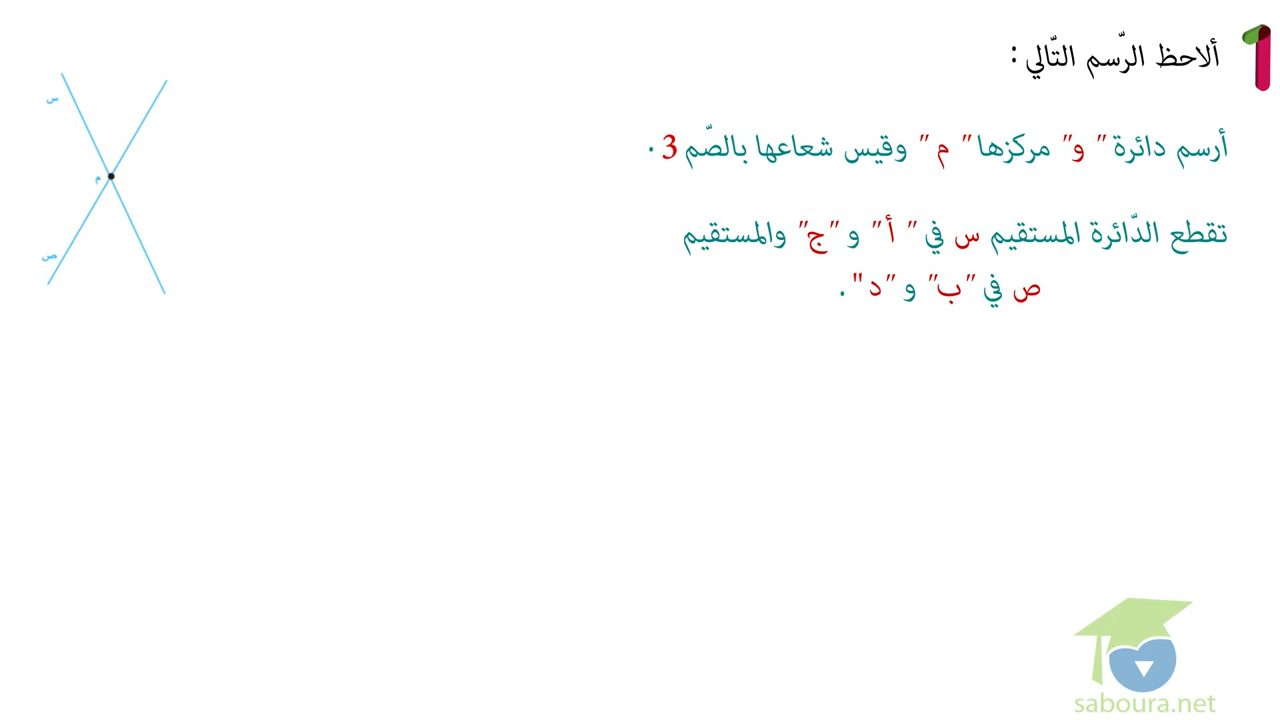 1 ألاحظ الرّسم التّالي :
أرسم دائرة " و" مركزها " م " وقيس شعاعها بالصّم 3 .
تقطع الدّائرة المستقيم س في " أ " و "ج" والمستقيم
ص في "ب" و "د" .
س
م
ص
saboura.net